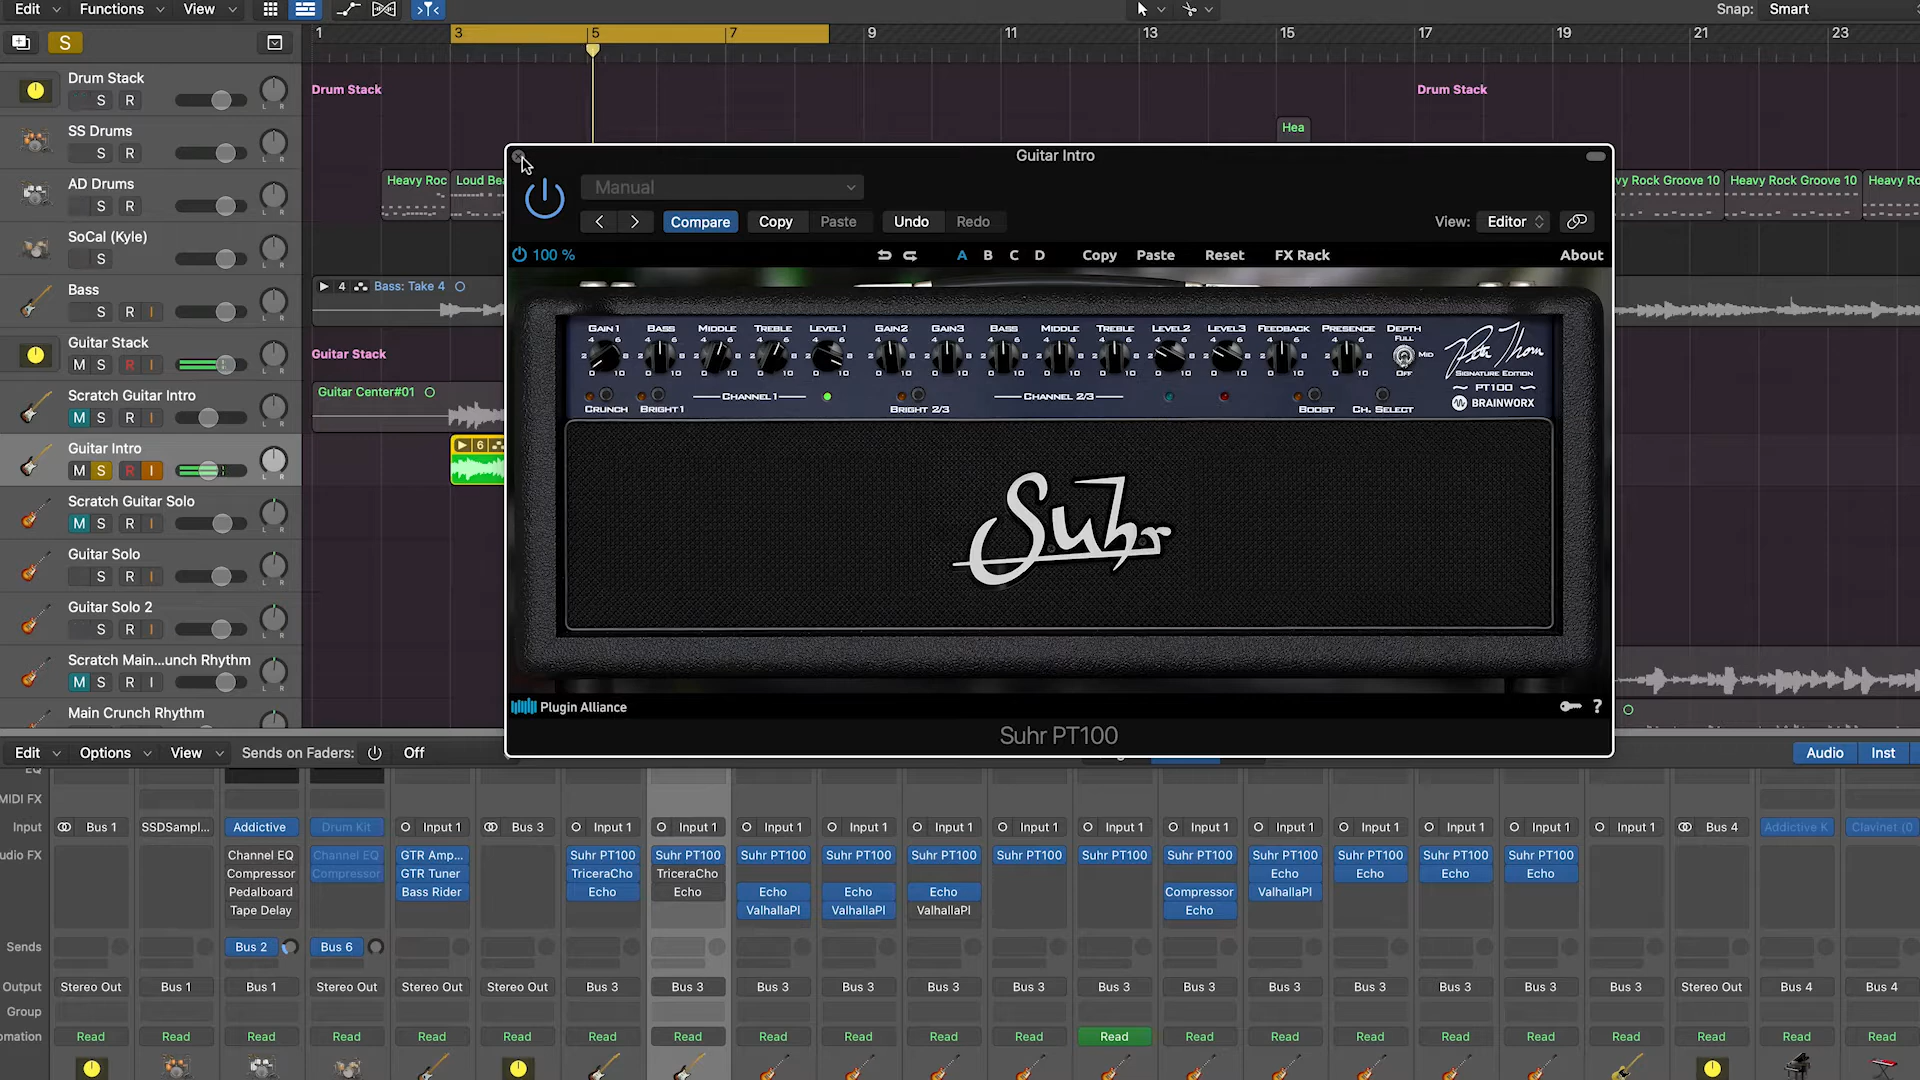 Edit Functions View Snap: Smart
S 1 3 5 7 9 11 13 15 17 19 21 23
Drum Stack
S R
L R
Drum Stack
Drum Stack
SS Drums
S R
Hea
AD Drums
S R
Heavy Roc Loud Bea
vy Rock Groove 10 Heavy Rock Groove 10 Heavy Ro
SoCal (Kyle)
S
Bass
S R I
4 Bass: Take 4
Guitar Stack
M S R I
Guitar Stack
Scratch Guitar Intro
M S R I
Guitar Center#01
Guitar Intro
M S R I
6
Scratch Guitar Solo
M S R I
Guitar Solo
S R I
Guitar Solo 2
S R I
Scratch Main...unch Rhythm
M S R I
Main Crunch Rhythm
Guitar Intro
Manual
Compare Copy Paste Undo Redo
View: Editor
100 % A B C D Copy Paste Reset FX Rack About
GAIN1 BASS MIDDLE TREBLE LEVEL1 GAIN2 GAIN3 BASS MIDDLE TREBLE LEVEL2 LEVEL3 FEEDBACK PRESENCE DEPTH
FULL
MID
OFF
SIGNATURE EDITION
PT100
BRAINWORX
CRUNCH BRIGHT1 CHANNEL 1 BRIGHT 2/3 CHANNEL 2/3 BOOST CH. SELECT
Suhr
Plugin Alliance ?
Suhr PT100
Edit Options View Sends on Faders: Off Audio Inst
EQ
MIDI FX
Input Bus 1 SSDSampl... Addictive Drum Kit Input 1 Bus 3 Input 1 Input 1 Input 1 Input 1 Input 1 Input 1 Input 1 Input 1 Input 1 Input 1 Input 1 Input 1 Input 1 Bus 4 Addictive K Clavinet (0
udio FX Channel EQ Channel EQ GTR Amp... Suhr PT100 Suhr PT100 Suhr PT100 Suhr PT100 Suhr PT100 Suhr PT100 Suhr PT100 Suhr PT100 Suhr PT100 Suhr PT100 Suhr PT100 Suhr PT100
Compressor Compressor GTR Tuner TriceraCho TriceraCho Echo Echo Echo Echo
Pedalboard Bass Rider Echo Echo Echo Echo Echo Compressor ValhallaPl
Tape Delay ValhallaPl ValhallaPl ValhallaPl Echo
Sends Bus 2 Bus 6
Output Stereo Out Bus 1 Bus 1 Stereo Out Stereo Out Stereo Out Bus 3 Bus 3 Bus 3 Bus 3 Bus 3 Bus 3 Bus 3 Bus 3 Bus 3 Bus 3 Bus 3 Bus 3 Bus 3 Stereo Out Bus 4 Bus 4
Group
omation Read Read Read Read Read Read Read Read Read Read Read Read Read Read Read Read Read Read Read Read Read Read